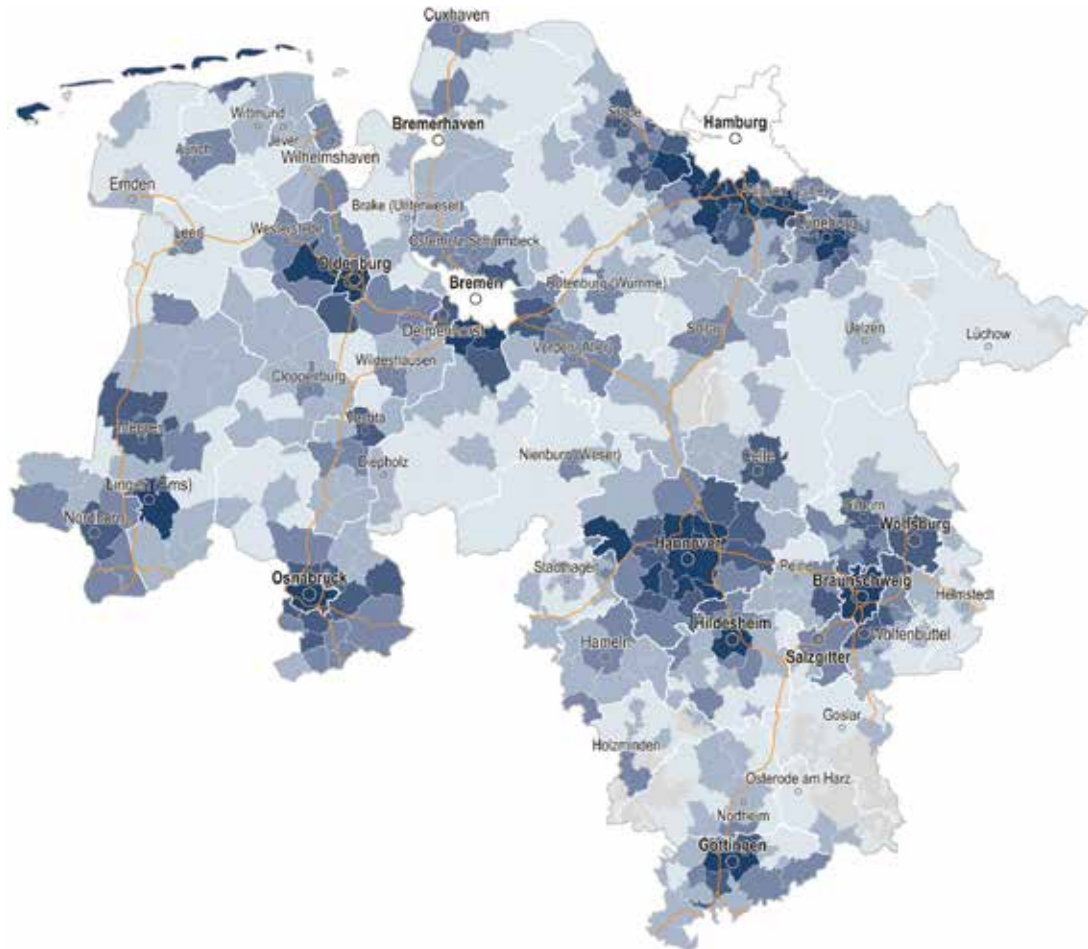 Cuxhaven
Wittmund
Aurich
Jever
Wilhelmshaven
Bremerhaven
Stade
Hamburg
Emden
Brake (Unterweser)
Lüneburg
Leer
Westerstede
Osterholz-Scharmbeck
Oldenburg
Bremen
Rotenburg (Wümme)
Delmenhorst
Soltau
Uelzen
Lüchow
Verden (Aller)
Wildeshausen
Cloppenburg
Vechta
Meppen
Diepholz
Nienburg (Weser)
Celle
Lingen (Ems)
Nordhorn
Gifhorn
Wolfsburg
Hannover
Stadthagen
Peine
Osnabrück
Braunschweig
Helmstedt
Hildesheim
Wolfenbüttel
Hameln
Salzgitter
Goslar
Holzminden
Osterode am Harz
Northeim
Göttingen